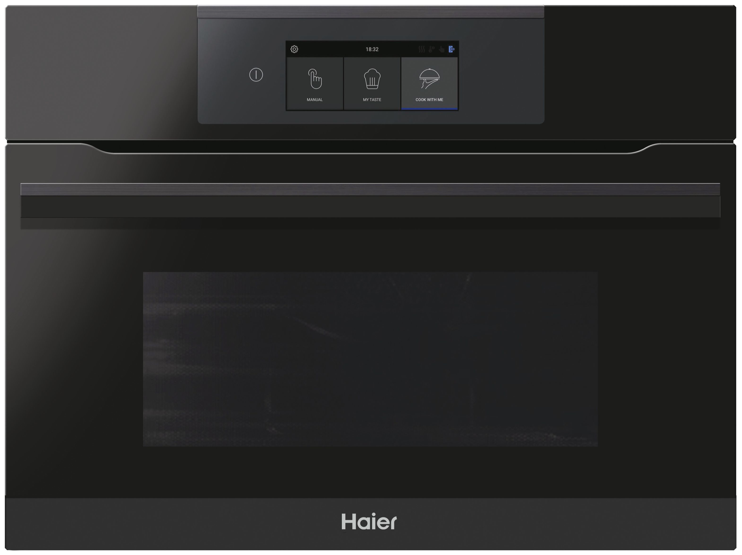 18:32
MANUAL
MY TASTE
COOK WITH ME
Haier